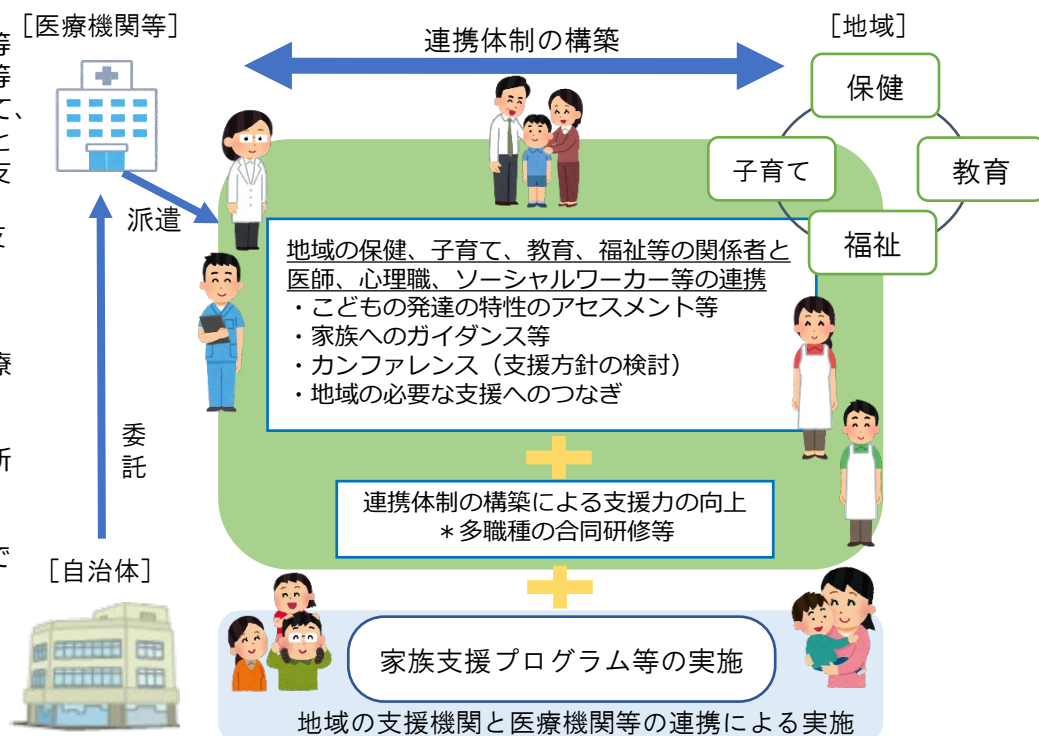 [医療機関等]
連携体制の構築
[地域]
等
等
て、
と
支
保健
子育て
教育
福祉
派遣
支
地域の保健、子育て、教育、福祉等の関係者と
医師、心理職、ソーシャルワーカー等の連携
・こどもの発達の特性のアセスメント等
・家族へのガイダンス等
・カンファレンス（支援方針の検討）
・地域の必要な支援へのつなぎ
療
委託
所
連携体制の構築による支援力の向上
＊多職種の合同研修等
で
[自治体]
家族支援プログラム等の実施
地域の支援機関と医療機関等の連携による実施